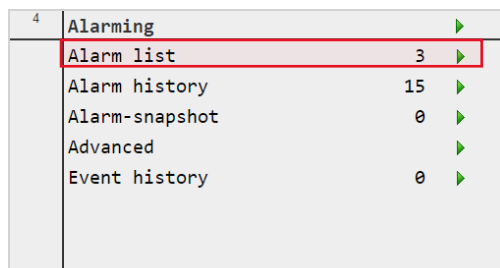 4 Alarming
Alarm list 3
Alarm history 15
Alarm-snapshot 0
Advanced
Event history 0